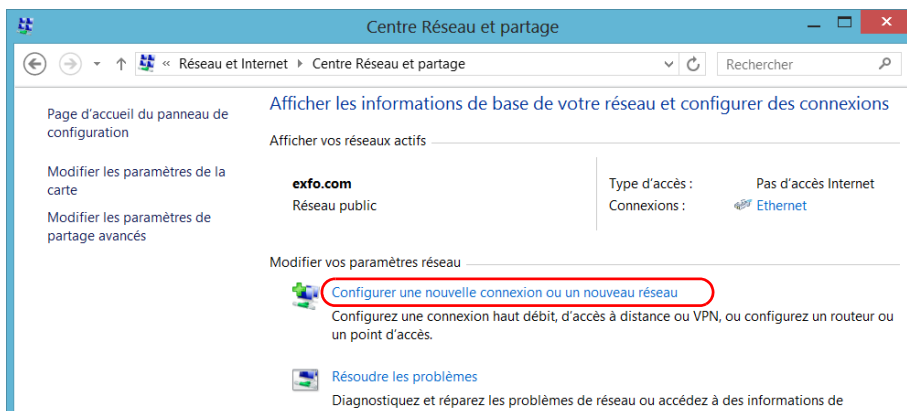 Centre Réseau et partage
« Réseau et Internet Centre Réseau et partage Rechercher
Page d'accueil du panneau de
configuration
Modifier les paramètres de la
carte
Modifier les paramètres de
partage avancés
Afficher les informations de base de votre réseau et configurer des connexions
Afficher vos réseaux actifs
exfo.com
Réseau public
Type d'accès : Pas d'accès Internet
Connexions : Ethernet
Modifier vos paramètres réseau
Configurer une nouvelle connexion ou un nouveau réseau
Configurez une connexion haut débit, d'accès à distance ou VPN, ou configurez un routeur ou
un point d'accès.
Résoudre les problèmes
Diagnostiquez et réparez les problèmes de réseau ou accédez à des informations de